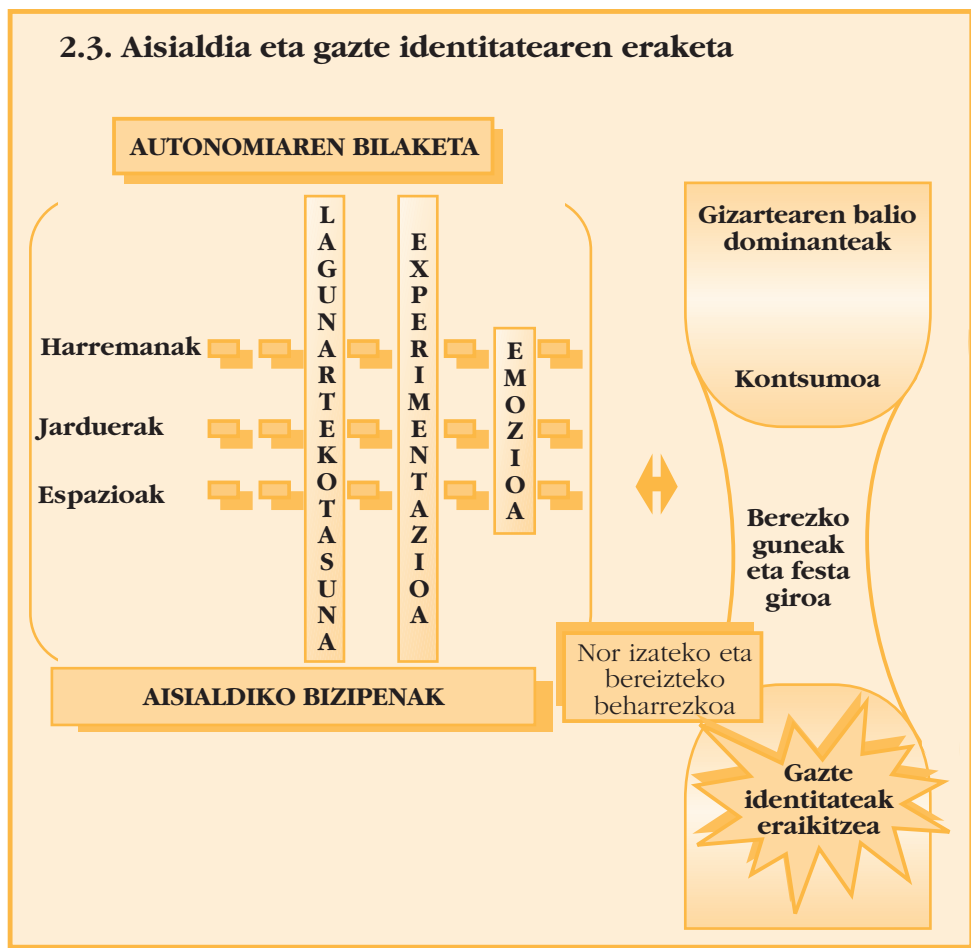 2.3. Aisialdia eta gazte identitatearen eraketa
AUTONOMIAREN BILAKETA
LAGUNARTEKOTASUNA
EXPERIMENTAZIOA
EMOZIOA
Harremanak
Jarduerak
Espazioak
AISIALDIKO BIZIPENAK
Gizartearen balio
dominanteak
Kontsumoa
Berezko
guneak
eta festa
giroa
Nor izateko eta
bereizteko
beharrezkoa
Gazte
identitateak
eraikitzea